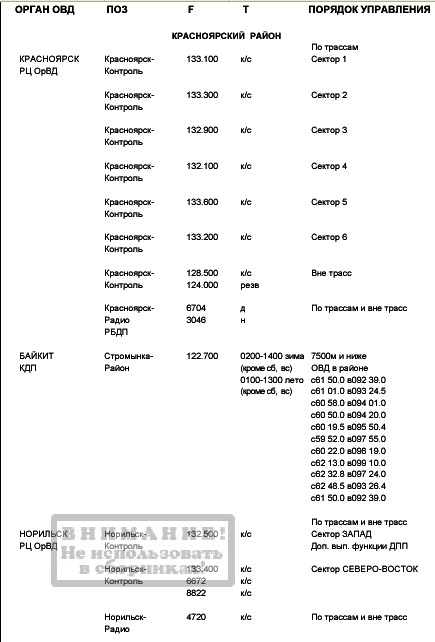 ОРГАН ОВД ПОЗ F T ПОРЯДОК УПРАВЛЕНИЯ
КРАСНОЯРСКИЙ РАЙОН
По трассам
КРАСНОЯРСК Красноярск- 133.100 к/с Сектор 1
РЦ ОрВД Контроль
Красноярск- 133.300 к/с Сектор 2
Контроль
Красноярск- 132.900 к/с Сектор 3
Контроль
Красноярск- 132.100 к/с Сектор 4
Контроль
Красноярск- 133.600 к/с Сектор 5
Контроль
Красноярск- 133.200 к/с Сектор 6
Контроль
Красноярск- 128.500 к/с Вне трасс
Контроль 124.000 резв
Красноярск- 6704 д По трассам и вне трасс
Радио 3046 н
РБДП
БАЙКИТ Стромынка- 122.700 0200-1400 зима 7500м и ниже
КДП Район (кроме сб, вс) ОВД в районе
0100-1300 лето с61 50.0 в092 39.0
(кроме сб, вс) с61 01.0 в093 24.5
с60 58.0 в094 01.0
с60 50.0 в094 20.0
с60 19.5 в095 50.4
с59 52.0 в097 55.0
с60 22.0 в098 19.0
с62 13.0 в099 10.0
с62 32.8 в097 24.0
с62 48.5 в093 26.4
с61 50.0 в092 39.0
По трассам и вне трасс
НОРИЛЬСК Норильск- 132.500 к/с Сектор ЗАПАД
РЦ ОрВД Контроль Доп. вып. функции ДПП
Норильск- 133.400 к/с Сектор СЕВЕРО-ВОСТОК
Контроль 6672 к/с
8822 к/с
Норильск- 4720 к/с По трассам и вне трасс
Радио
ВНИМАНИЕ!
Не использовать
в сборниках!